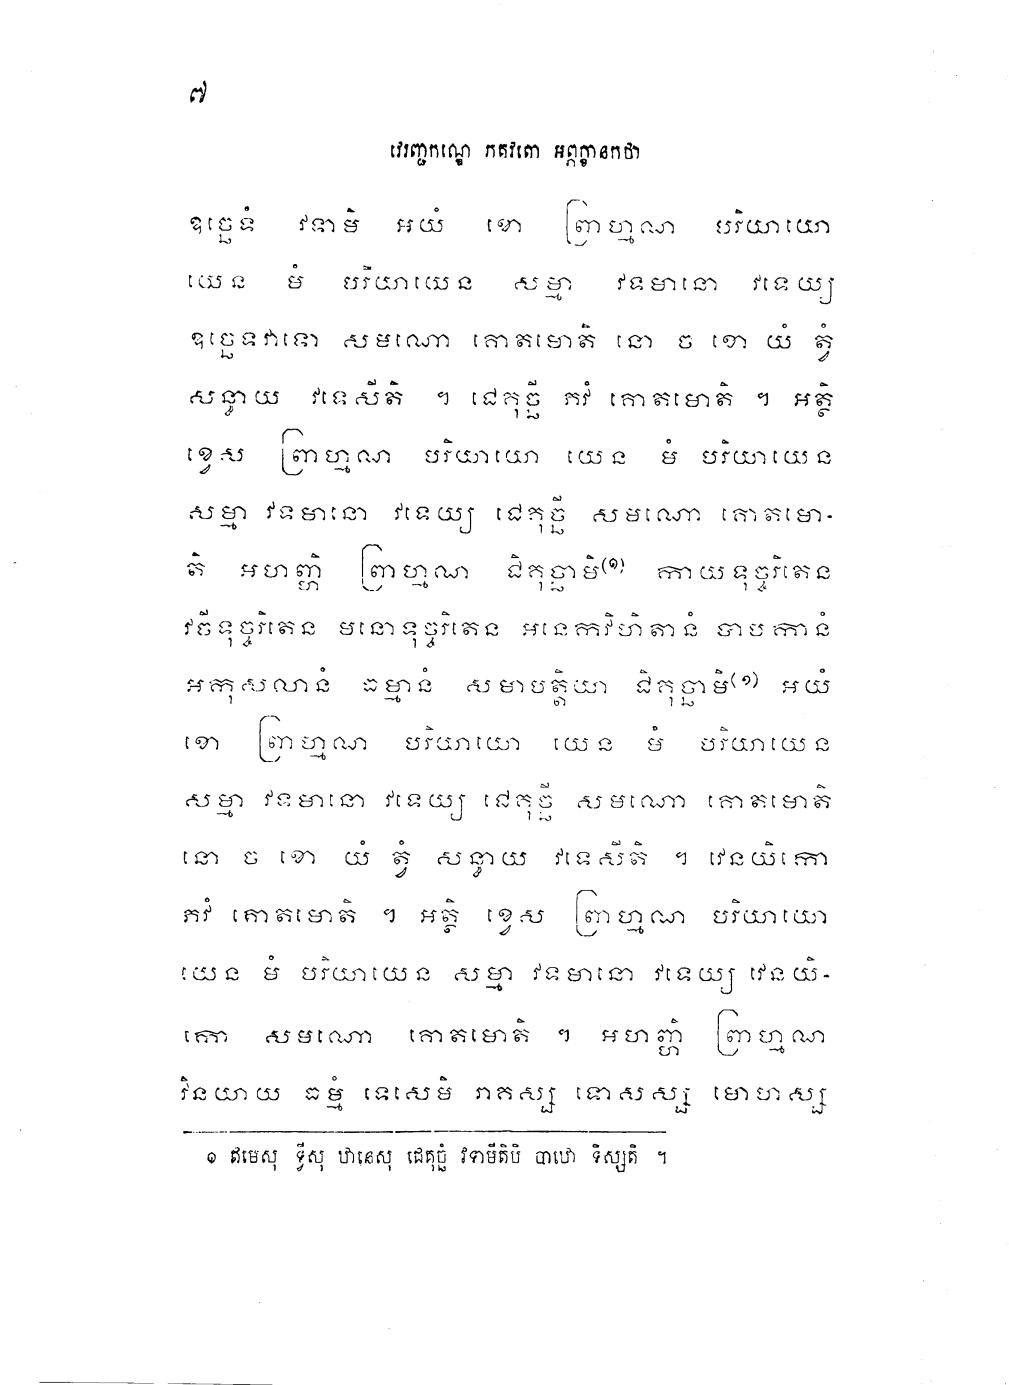 ៧
វេរញ្ជកណ្ឌេ ភគវតោ អព្ភក្ខានកថា
ឧច្ឆេទំ វទាមិ អយំ ខោ ព្រាហ្មណ បរិយាយោ
យេន មំ បរិយាយេន សម្មា វទមានោ វទេយ្យ
ឧច្ឆេទវាទោ សមណោ គោតមោតិ នោ ច ខោ យំ ត្វំ
សន្ធាយ វទេសីតិ ។ ជេគុច្ឆី ភវំ គោតមោតិ ។ អត្ថិ
ខ្វេស ព្រាហ្មណ បរិយាយោ យេន មំ បរិយាយេន
សម្មា វទមានោ វទេយ្យ ជេគុច្ឆី សមណោ គោតមោ-
តិ អហញ្ហិ ព្រាហ្មណ ជិគុច្ឆាមិ(១) កាយទុច្ចរិតេន
វចីទុច្ចរិតេន មនោទុច្ចរិតេន អនេកវិហិតានំ បាបកានំ
អកុសលានំ ធម្មានំ សមាបត្តិយា ជិគុច្ឆាមិ(១) អយំ
ខោ ព្រាហ្មណ បរិយាយោ យេន មំ បរិយាយេន
សម្មា វទមានោ វទេយ្យ ជេគុច្ឆី សមណោ គោតមោតិ
នោ ច ខោ យំ ត្វំ សន្ធាយ វទេសីតិ ។ វេនយិកោ
ភវំ គោតមោតិ ។ អត្ថិ ខ្វេស ព្រាហ្មណ បរិយាយោ
យេន មំ បរិយាយេន សម្មា វទមានោ វទេយ្យ វេនយិ-
កោ សមណោ គោតមោតិ ។ អហញ្ហិ ព្រាហ្មណ
វិនយាយ ធម្មំ ទេសេមិ រាគស្ស ទោសស្ស មោហស្ស
១ ឥមេសុ ទ្វីសុ ឋានេសុ ជេគុច្ឆំ វទាមីតិបិ បាឋោ ទិស្សតិ ។